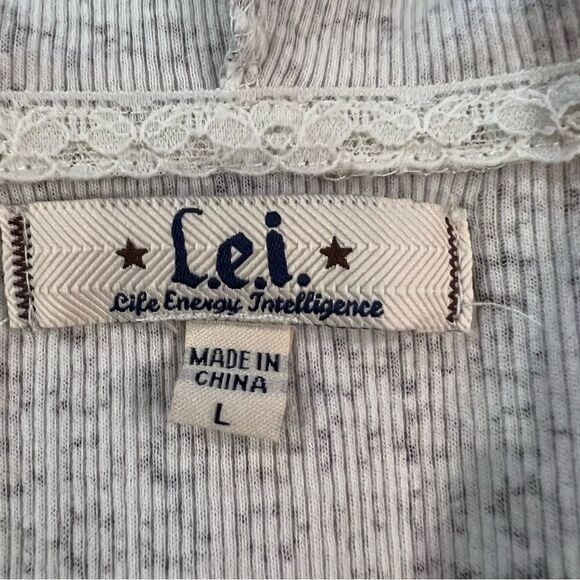 L.e.i.
Life Energy Intelligence
MADE IN
CHINA
L